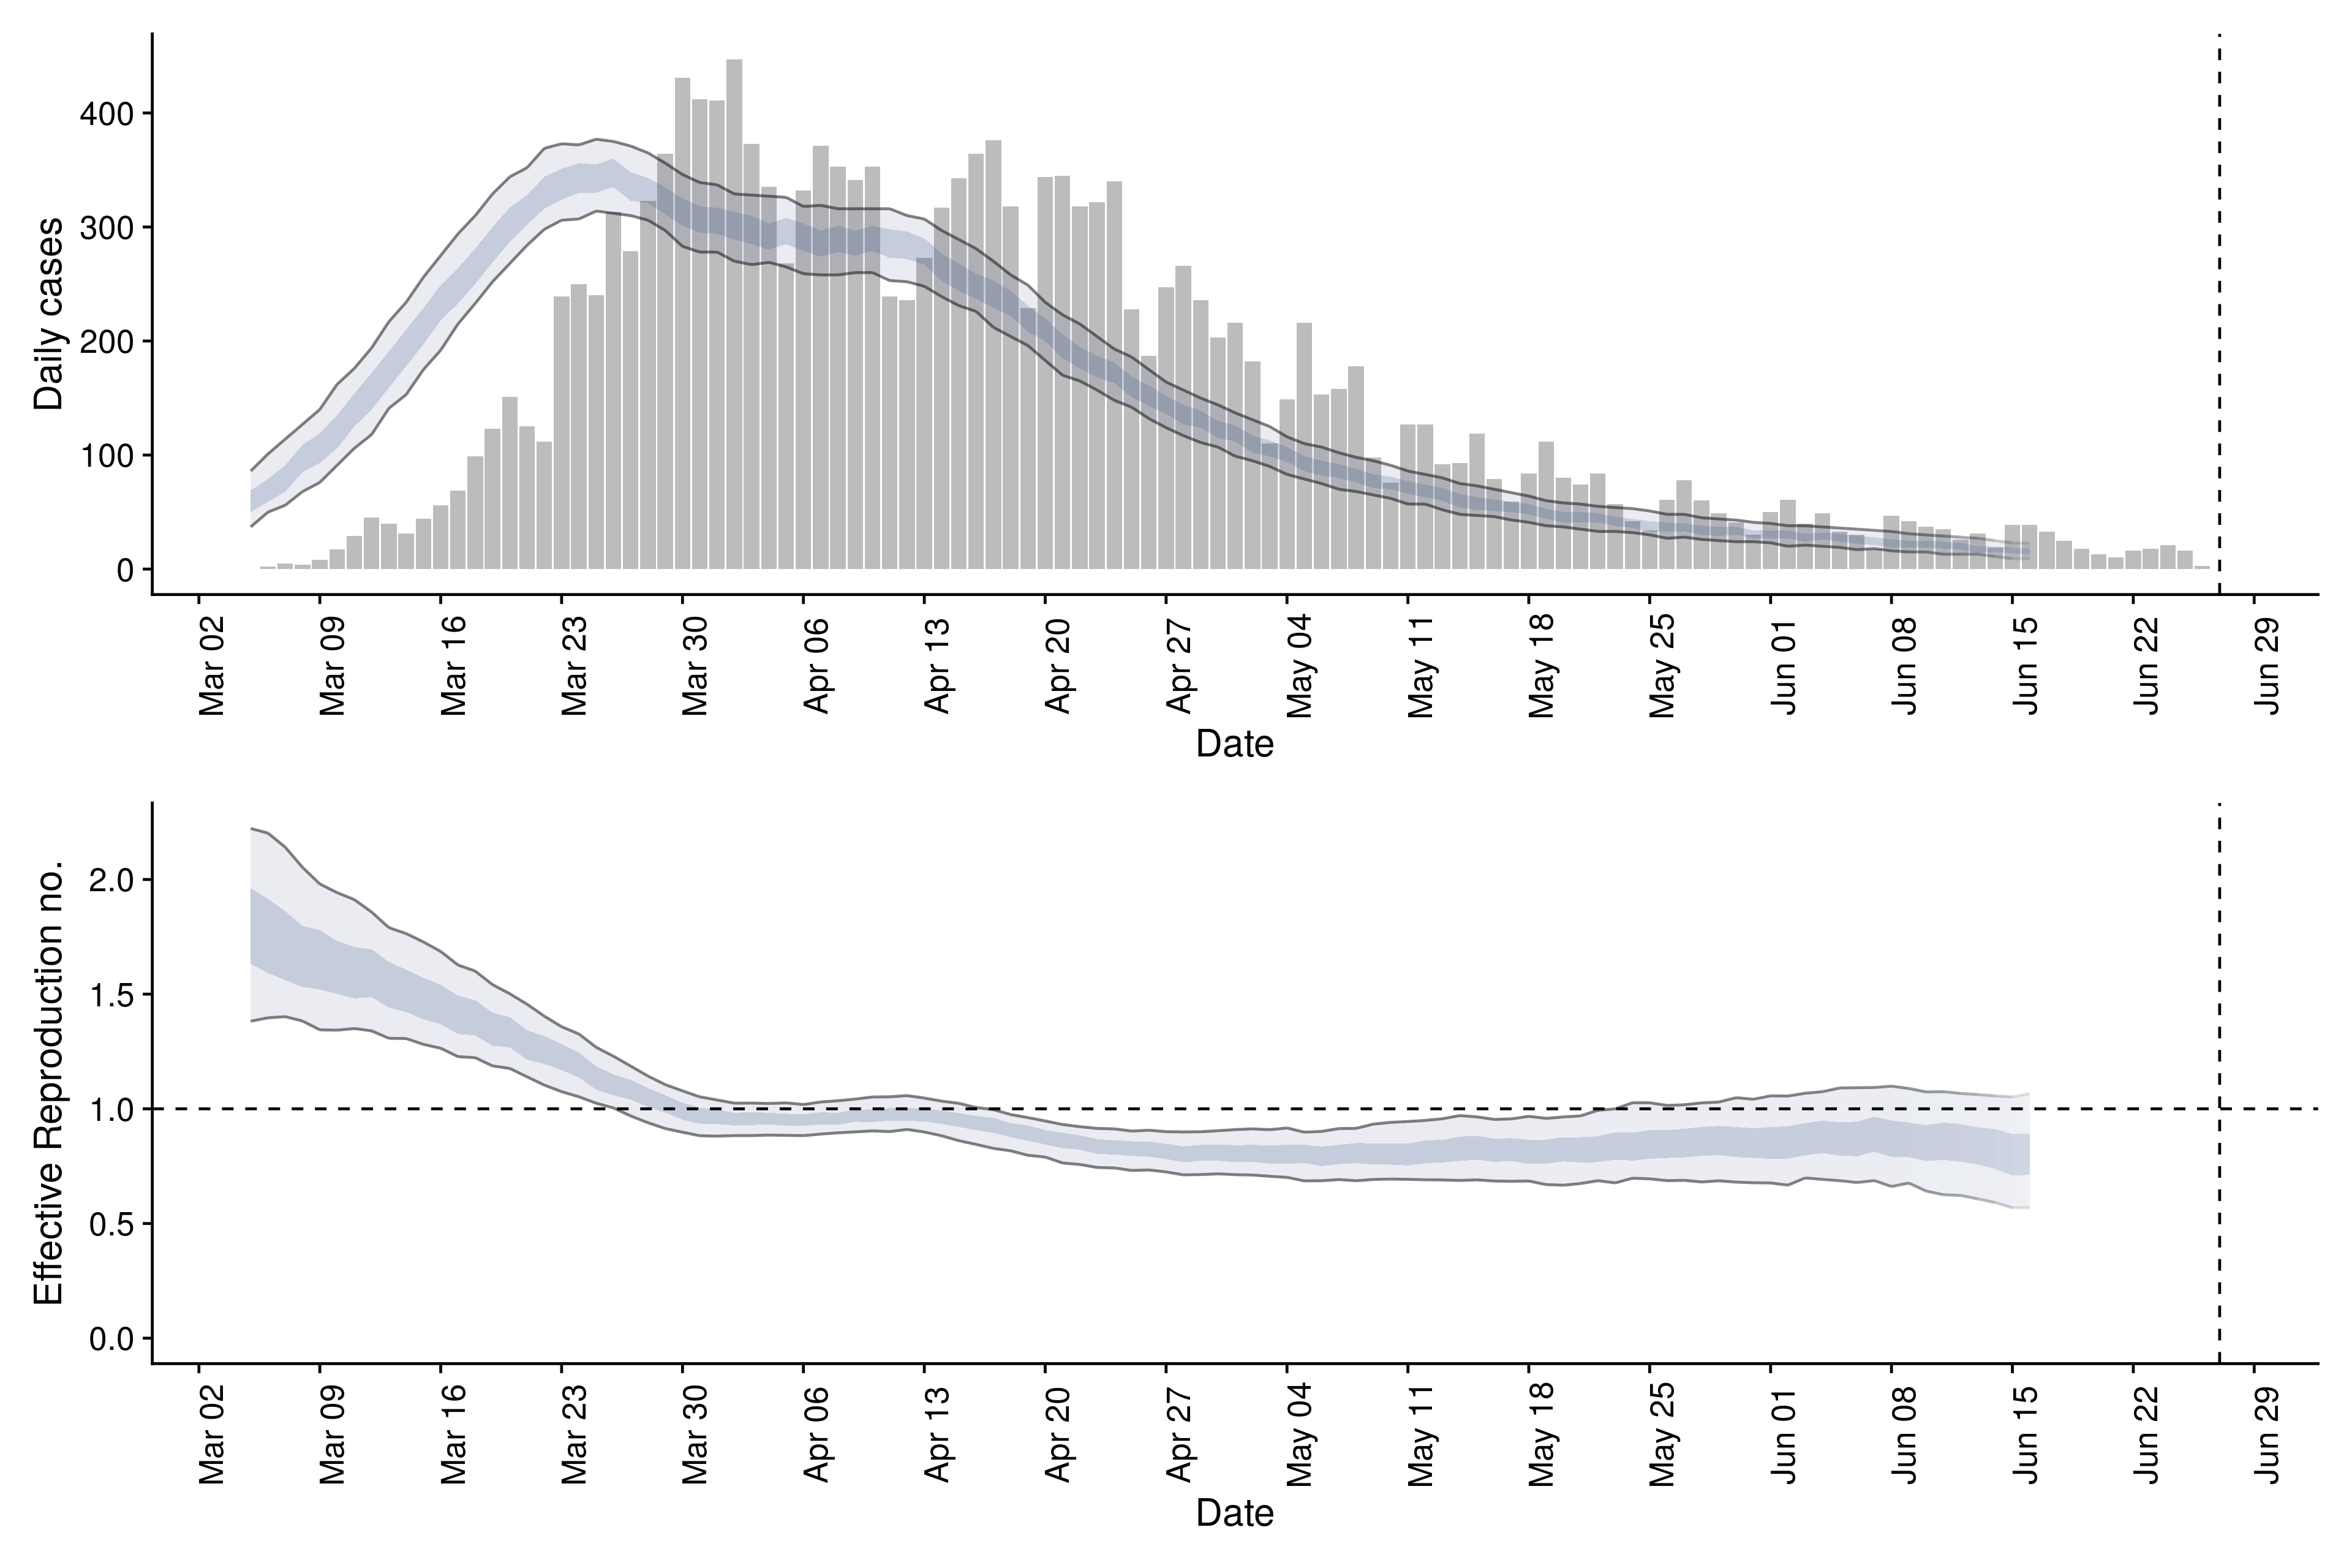 Daily cases
400
300
200
100
0
Mar 02
Mar 09
Mar 16
Mar 23
Mar 30
Apr 06
Apr 13
Apr 20
Apr 27
May 04
May 11
May 18
May 25
Jun 01
Jun 08
Jun 15
Jun 22
Jun 29
Date
Effective Reproduction no.
2.0
1.5
1.0
0.5
0.0
Mar 02
Mar 09
Mar 16
Mar 23
Mar 30
Apr 06
Apr 13
Apr 20
Apr 27
May 04
May 11
May 18
May 25
Jun 01
Jun 08
Jun 15
Jun 22
Jun 29
Date